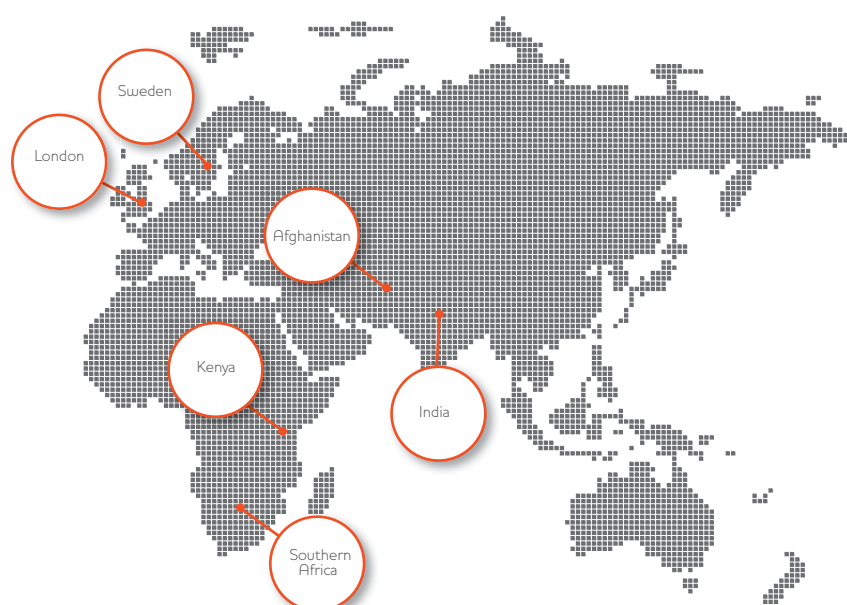 Sweden
London
Afghanistan
Kenya
India
Southern
Africa